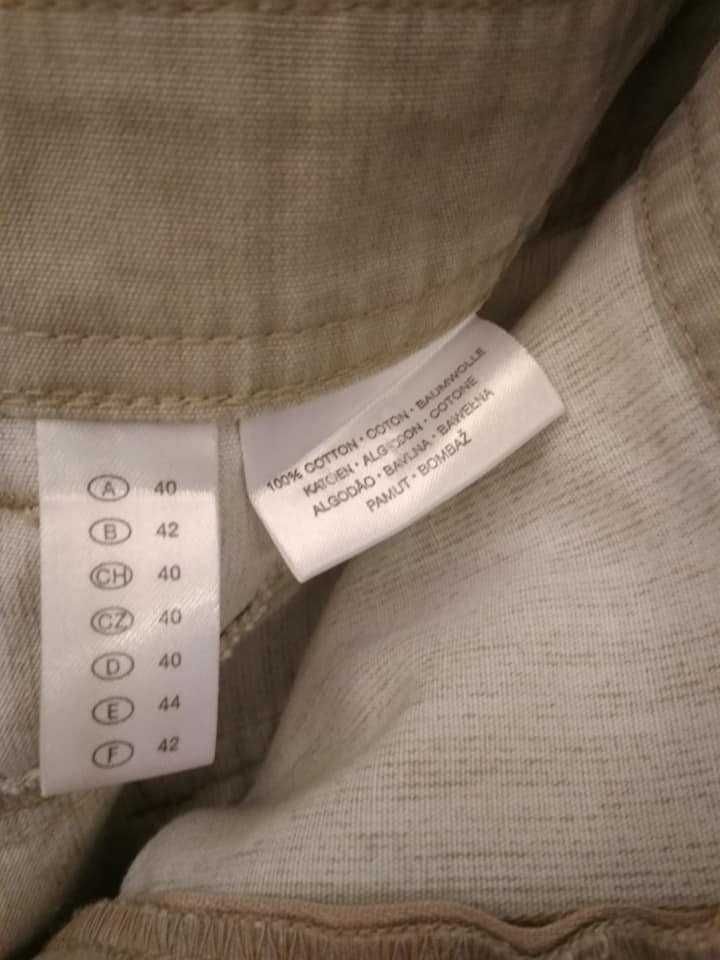 A 40
B 42
CH 40
CZ 40
D 40
E 44
F 42
100% COTTON · COTON · BAUMWOLLE
KATOEN · ALGODON · COTONE
ALGODÃO · BAVLNA · BAWEŁNA
PAMUT · BOMBAŽ